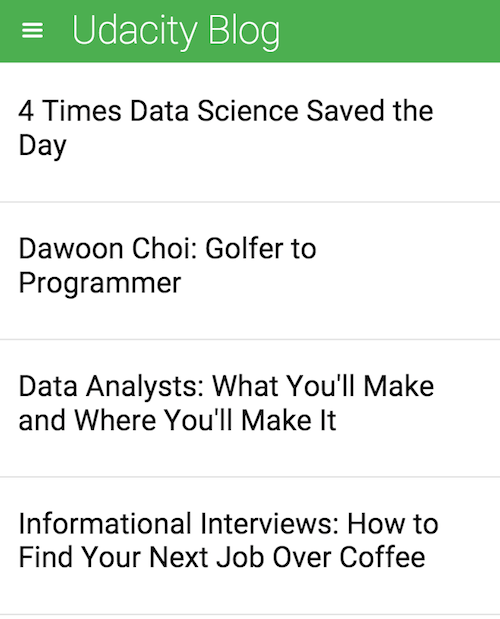 Udacity Blog
4 Times Data Science Saved the
Day
Dawoon Choi: Golfer to
Programmer
Data Analysts: What You'll Make
and Where You'll Make It
Informational Interviews: How to
Find Your Next Job Over Coffee